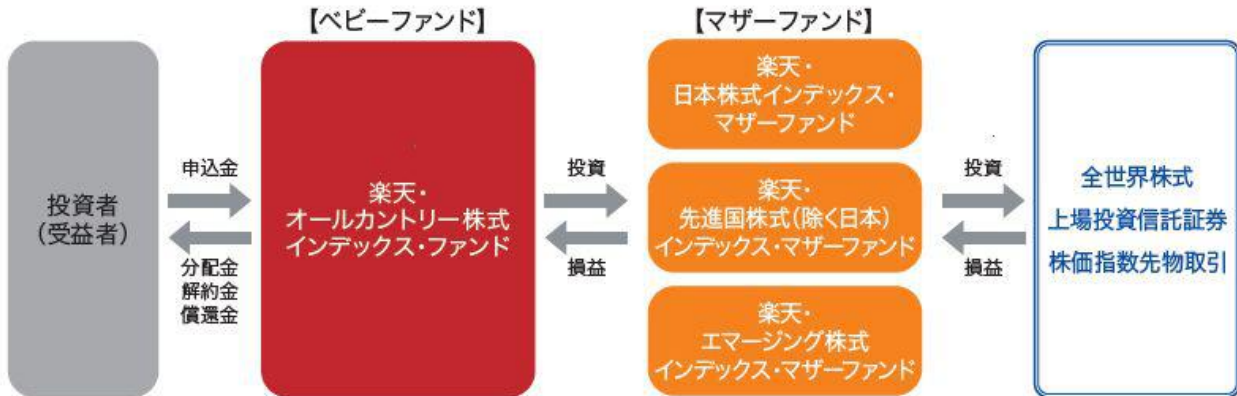 【ベビーファンド】
【マザーファンド】
投資者
(受益者)
申込金
分配金
解約金
償還金
楽天・
オールカントリー株式
インデックス・ファンド
投資
損益
楽天・
日本株式インデックス・
マザーファンド
楽天・
先進国株式(除く日本)
インデックス・マザーファンド
楽天・
エマージング株式
インデックス・マザーファンド
投資
損益
全世界株式
上場投資信託証券
株価指数先物取引